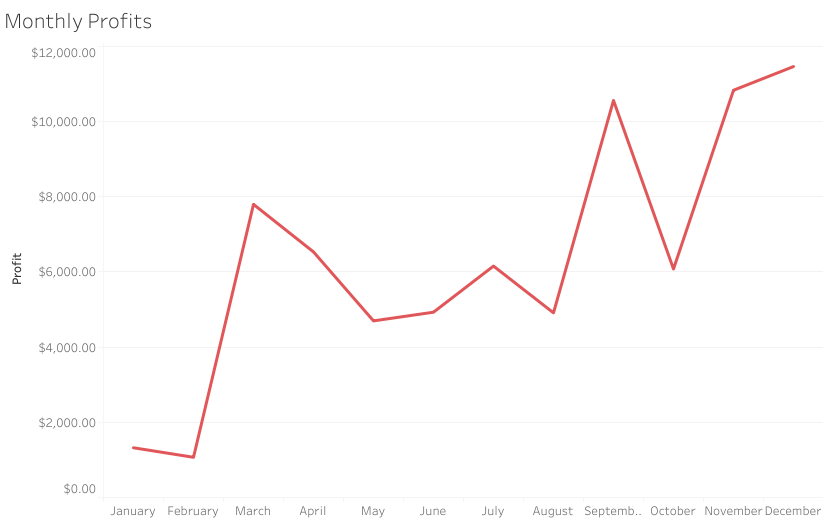 Monthly Profits
$12,000.00
$10,000.00
$8,000.00
$6,000.00
$4,000.00
$2,000.00
$0.00
Profit
January February March April May June July August Septemb.. October November December